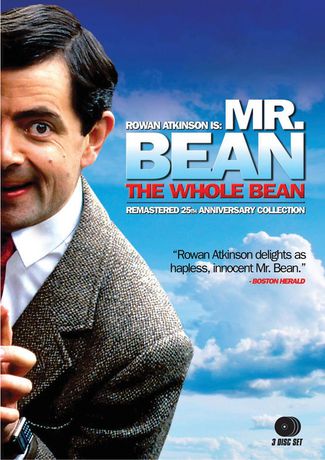 ROWAN ATKINSON IS: MR.
BEAN
THE WHOLE BEAN
REMASTERED 25TH ANNIVERSARY COLLECTION
“Rowan Atkinson delights as
hapless, innocent Mr. Bean.”
- BOSTON HERALD
3 DISC SET